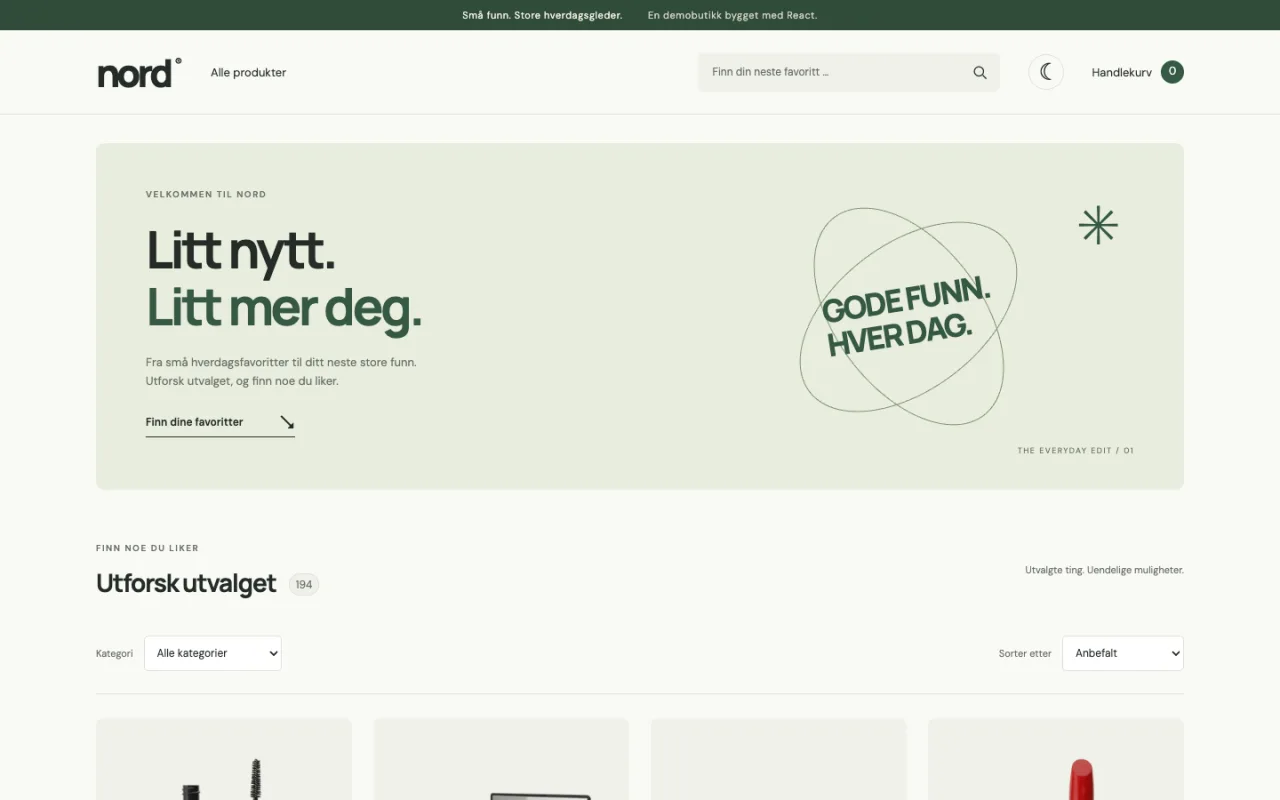 Små funn. Store hverdagsgleder. En demobutikk bygget med React.
nord°
Alle produkter
Finn din neste favoritt ...
Handlekurv 0
VELKOMMEN TIL NORD
Litt nytt.
Litt mer deg.
Fra små hverdagsfavoritter til ditt neste store funn.
Utforsk utvalget, og finn noe du liker.
Finn dine favoritter
GODE FUNN.
HVER DAG.
THE EVERYDAY EDIT / 01
FINN NOE DU LIKER
Utforsk utvalget 194
Utvalgte ting. Uendelige muligheter.
Kategori Alle kategorier
Sorter etter Anbefalt